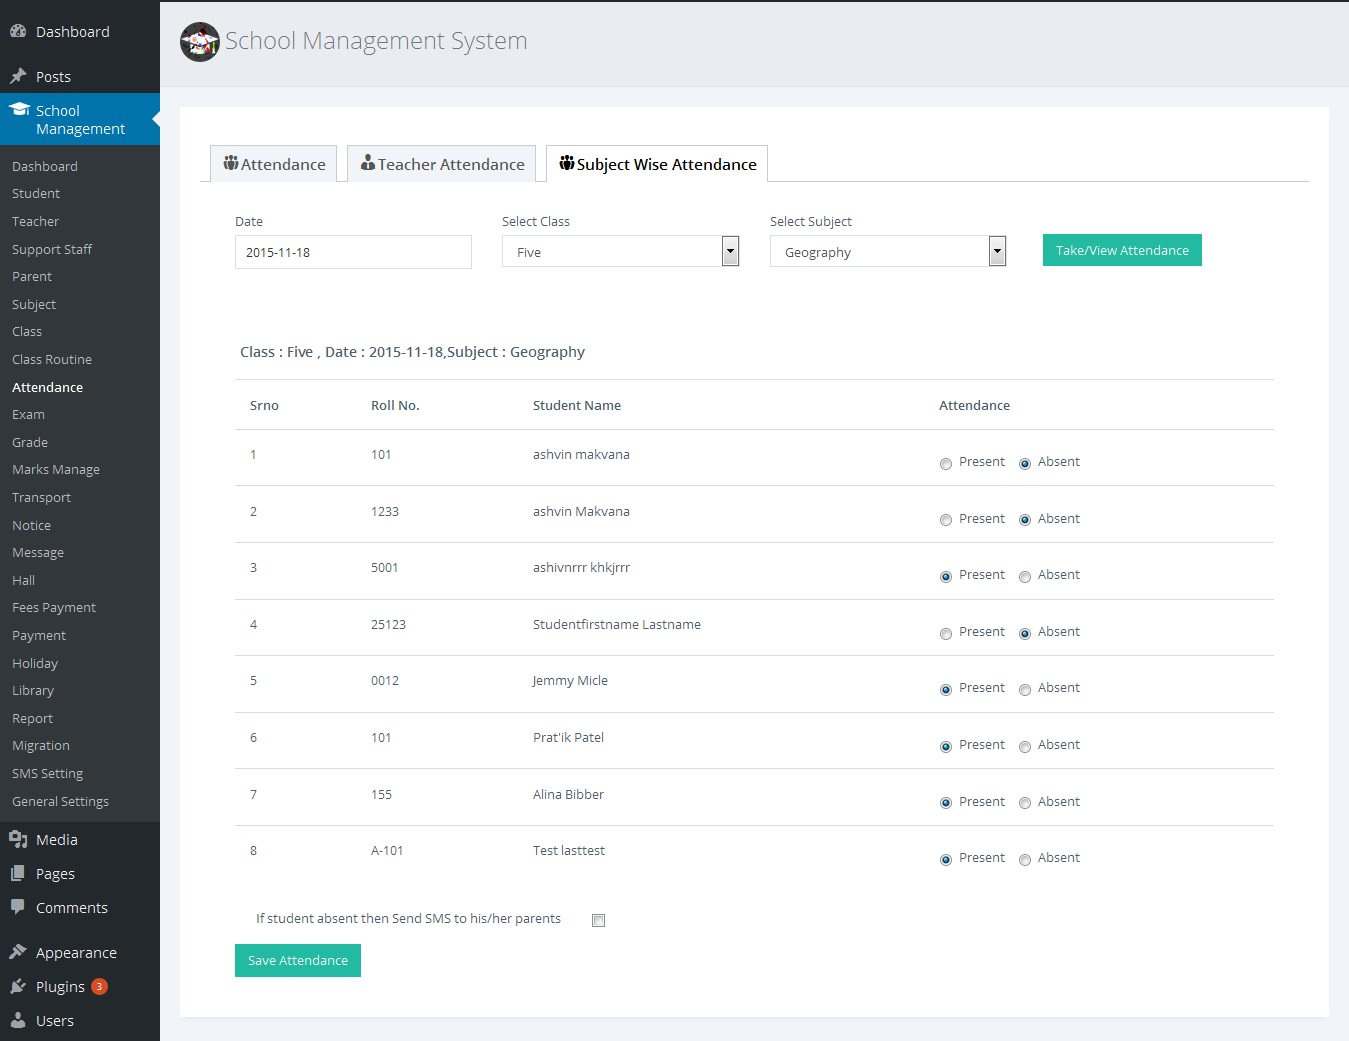 Dashboard
Posts
School
Management
Dashboard
Student
Teacher
Support Staff
Parent
Subject
Class
Class Routine
Attendance
Exam
Grade
Marks Manage
Transport
Notice
Message
Hall
Fees Payment
Payment
Holiday
Library
Report
Migration
SMS Setting
General Settings
Media
Pages
Comments
Appearance
Plugins 3
Users
School Management System
Attendance Teacher Attendance Subject Wise Attendance
Date Select Class Select Subject
2015-11-18 Five Geography Take/View Attendance
Class : Five , Date : 2015-11-18,Subject : Geography
Srno Roll No. Student Name Attendance
1 101 ashvin makvana Present Absent
2 1233 ashvin Makvana Present Absent
3 5001 ashivnrrr khkjrrr Present Absent
4 25123 Studentfirstname Lastname Present Absent
5 0012 Jemmy Micle Present Absent
6 101 Prat'ik Patel Present Absent
7 155 Alina Bibber Present Absent
8 A-101 Test lasttest Present Absent
If student absent then Send SMS to his/her parents
Save Attendance